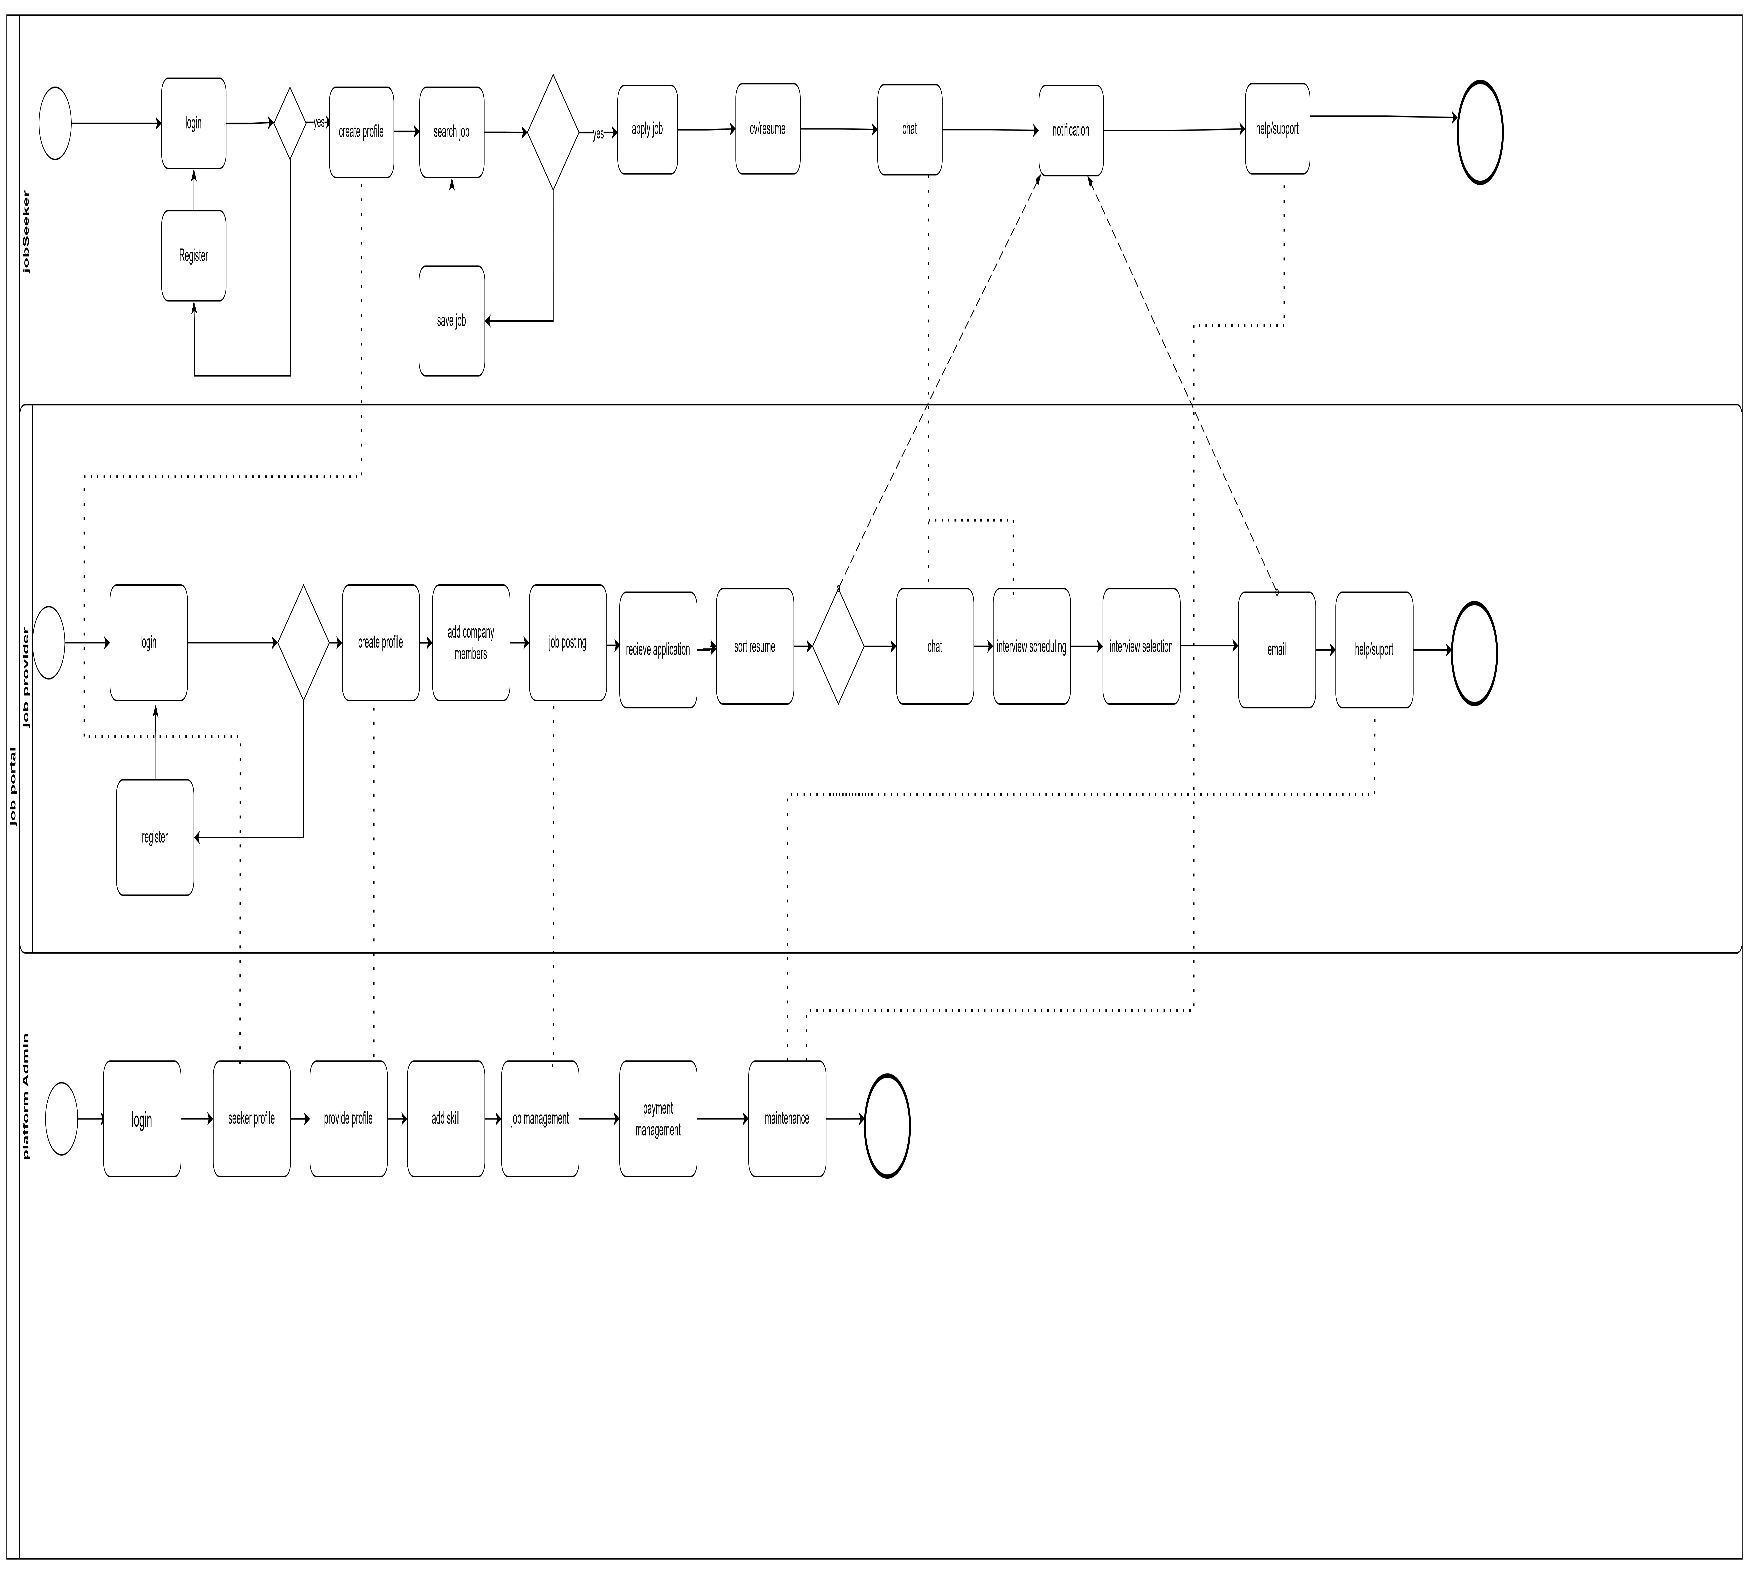 job portal
jobSeeker
login
yes
create profile
search job
yes
apply job
cv/resume
chat
notification
help/support
Register
save job
job provider
login
create profile
add company
members
job posting
recieve application
sort resume
chat
interview scheduling
interview selection
email
help/suport
register
platform Admin
login
seeker profile
provide profile
add skill
job management
payment
management
maintenance